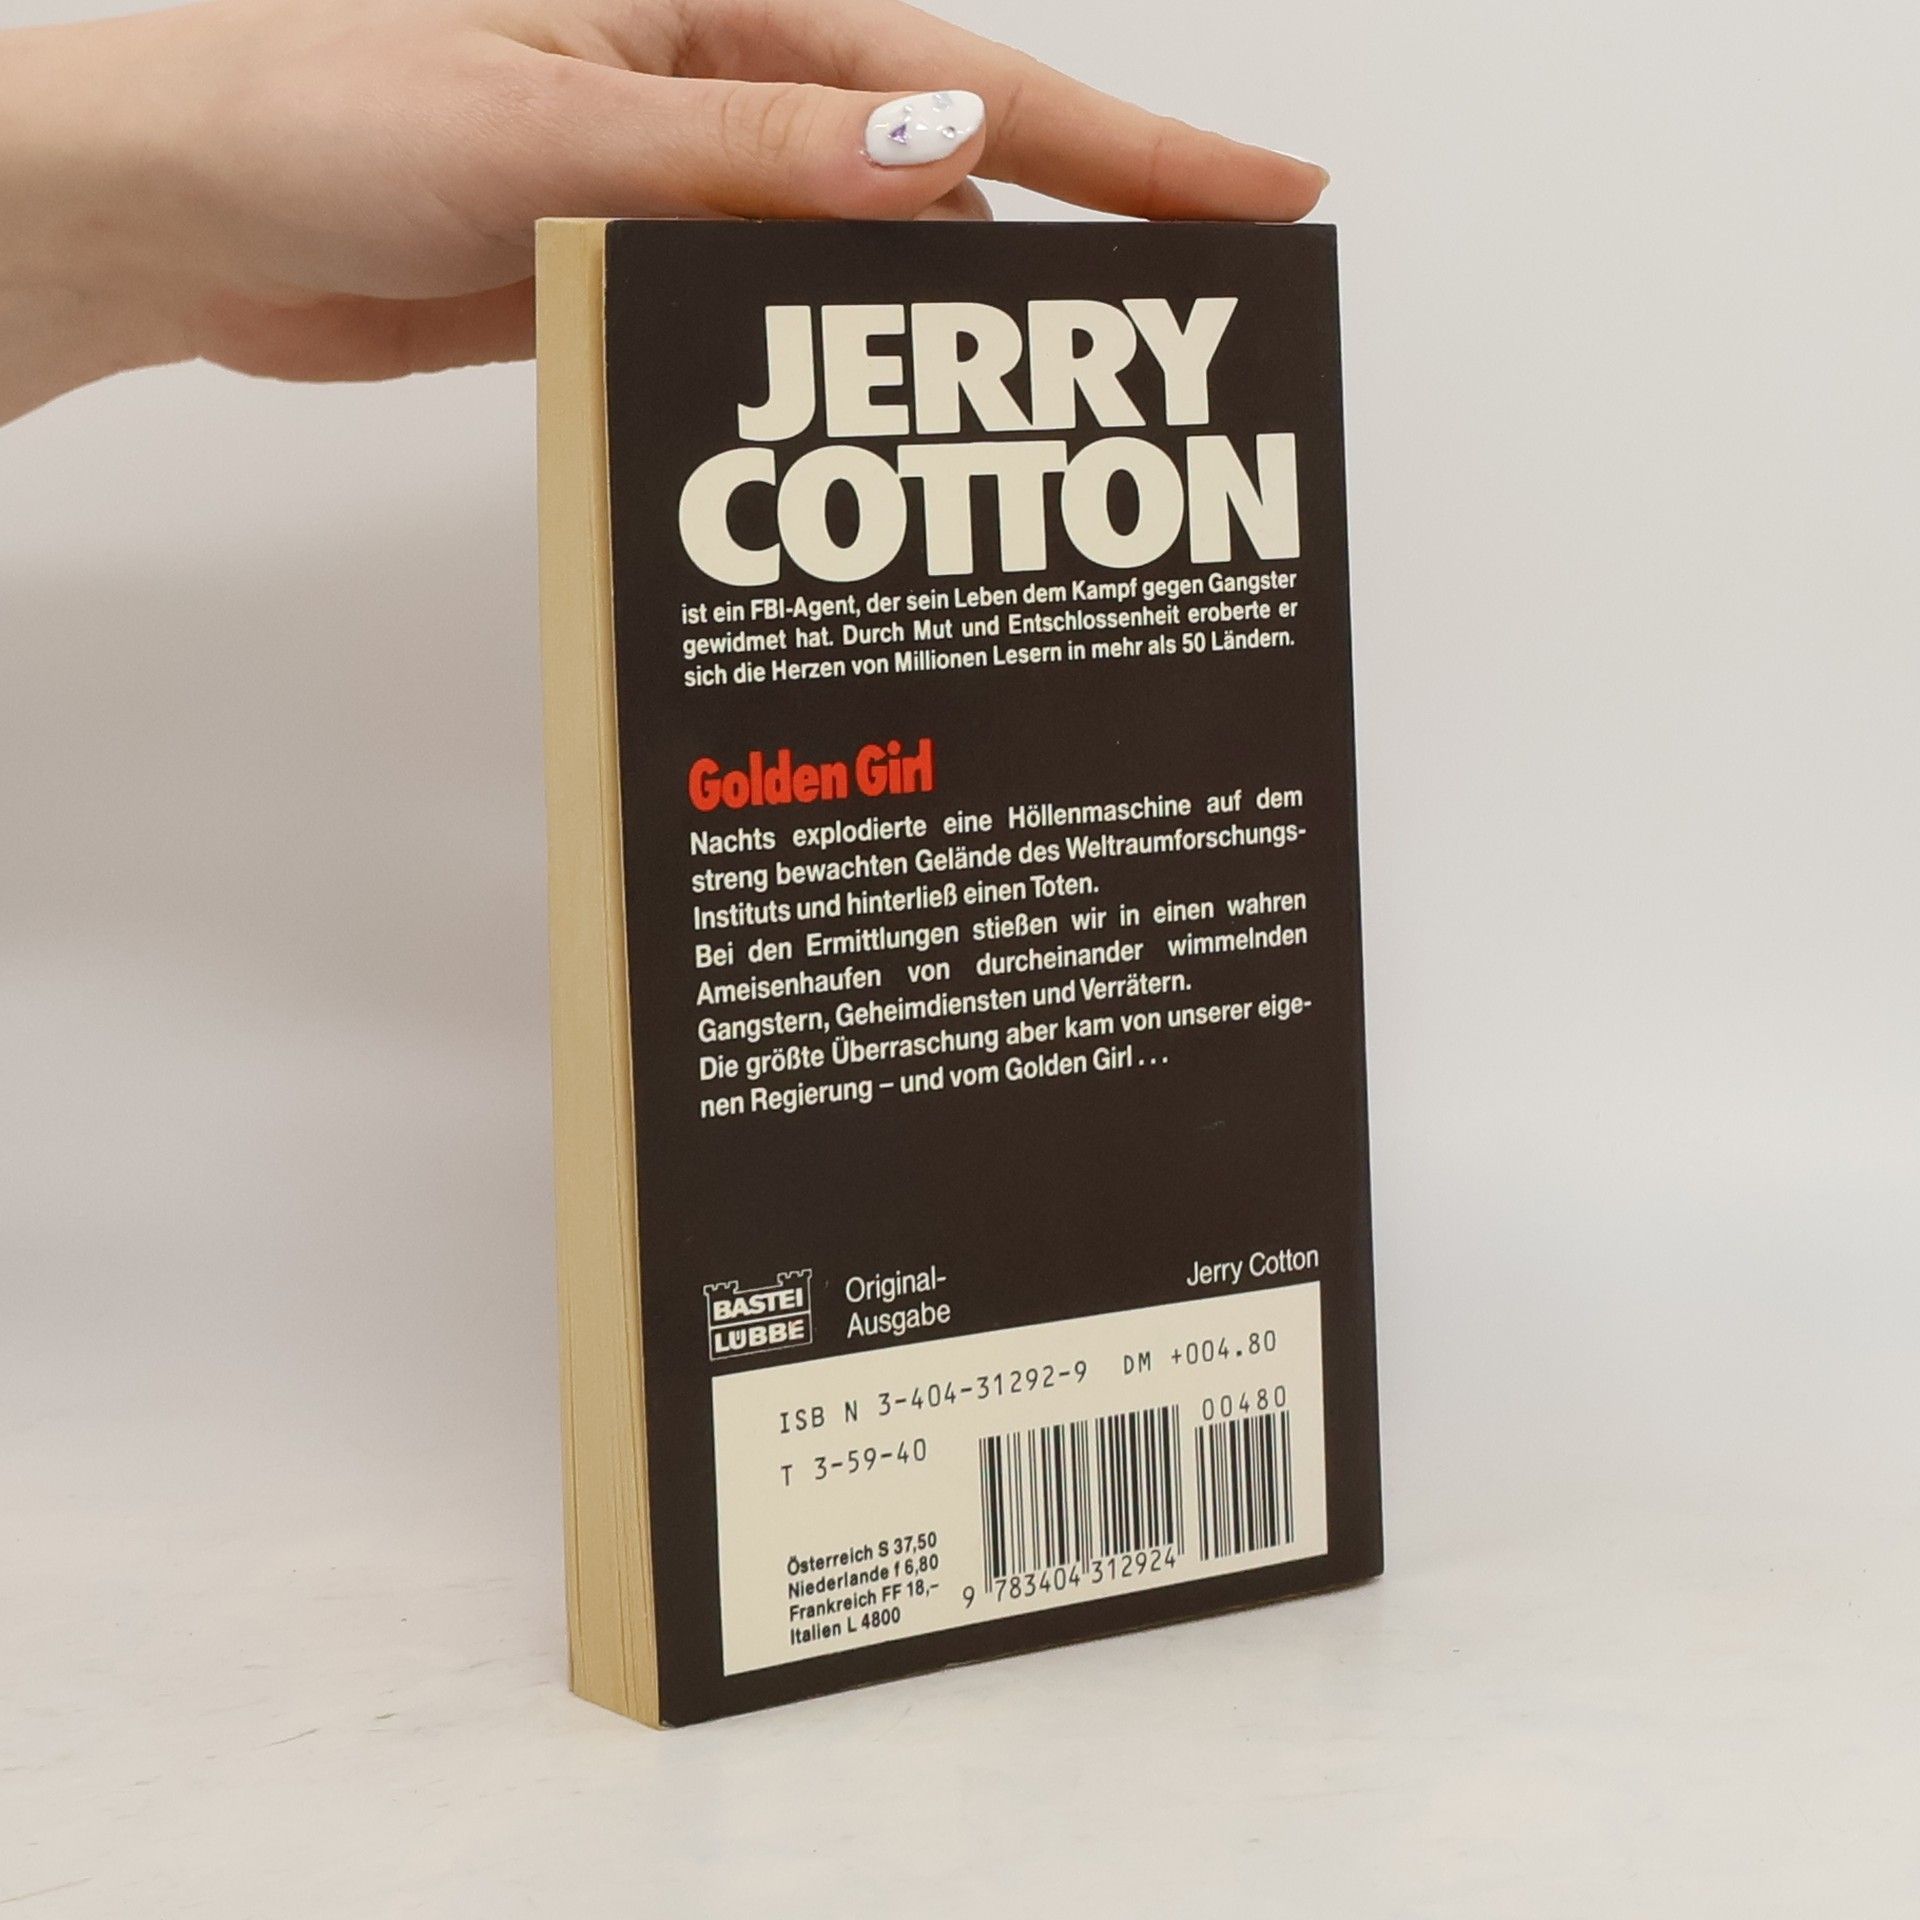 JERRY
COTTON
ist ein FBI-Agent, der sein Leben dem Kampf gegen Gangster
gewidmet hat. Durch Mut und Entschlossenheit eroberte er
sich die Herzen von Millionen Lesern in mehr als 50 Ländern.
Golden Girl
Nachts explodierte eine Höllenmaschine auf dem
streng bewachten Gelände des Weltraumforschungs-
Instituts und hinterließ einen Toten.
Bei den Ermittlungen stießen wir in einen wahren
Ameisenhaufen von durcheinander wimmelnden
Gangstern, Geheimdiensten und Verrätern.
Die größte Überraschung aber kam von unserer eige-
nen Regierung – und vom Golden Girl . . .
BASTEI
LÜBBE
Original-
Ausgabe
Jerry Cotton
ISB N 3-404-31292-9 DM +004.80
T 3-59-40
00480
Österreich S 37,50
Niederlande f 6,80
Frankreich FF 18,–
Italien L 4800
9 783404 312924